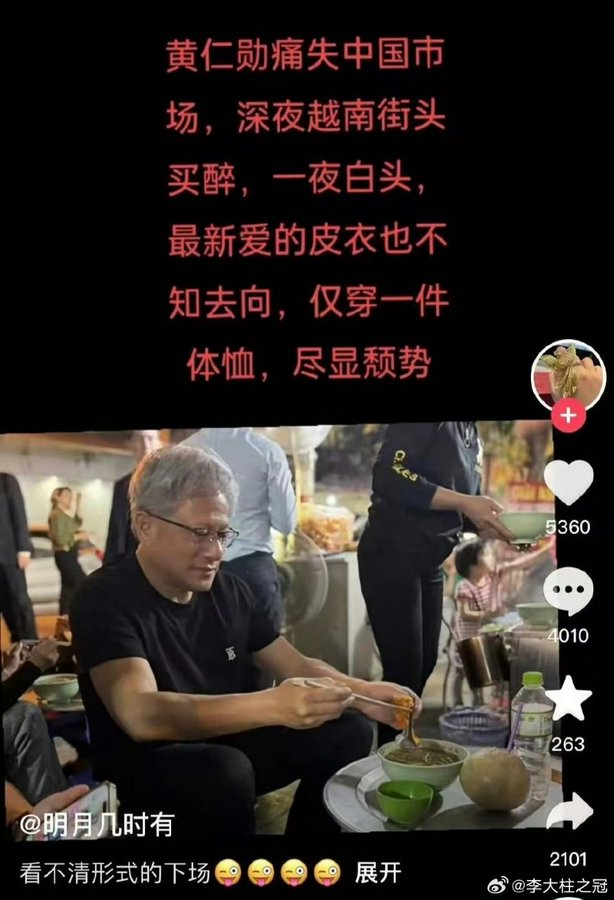 黄仁勋痛失中国市
场，深夜越南街头
买醉，一夜白头，
最新爱的皮衣也不
知去向，仅穿一件
体恤，尽显颓势
5360
4010
263
2101
@明月几时有
看不清形式的下场😜😜😜😜 展开
@李大柱之冠